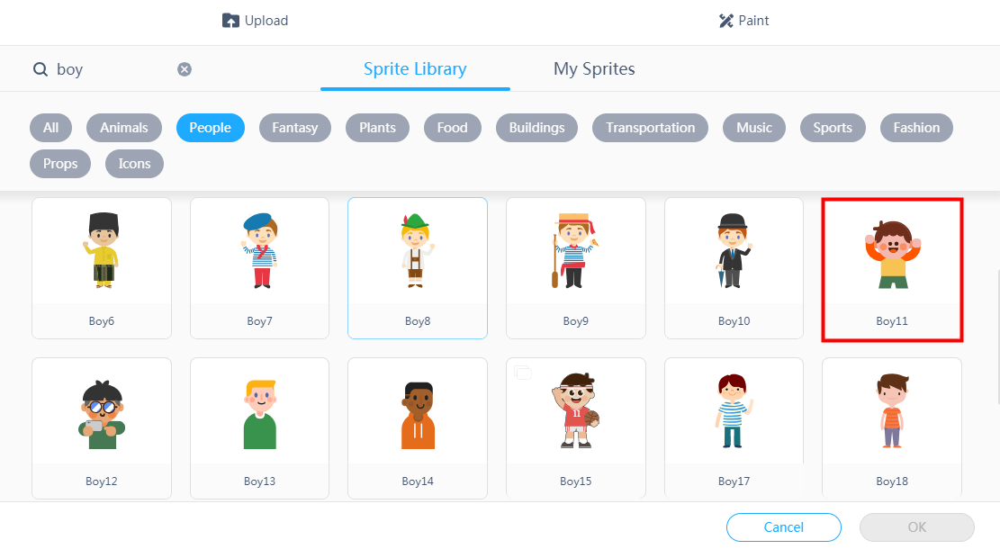 Upload
Paint
boy
Sprite Library
My Sprites
All Animals People Fantasy Plants Food Buildings Transportation Music Sports Fashion
Props Icons
Boy6 Boy7 Boy8 Boy9 Boy10 Boy11
Boy12 Boy13 Boy14 Boy15 Boy17 Boy18
Cancel OK